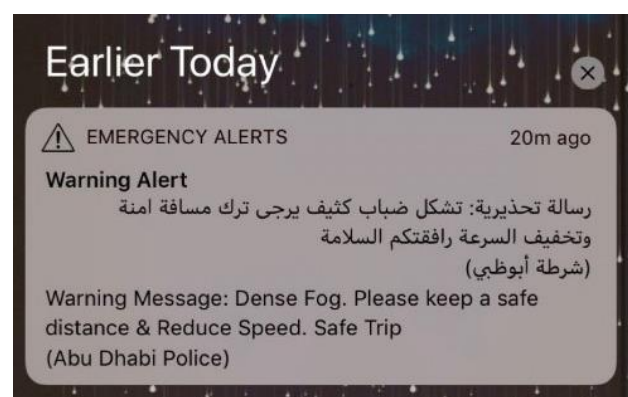 Earlier Today
EMERGENCY ALERTS
20m ago
Warning Alert
رسالة تحذيرية: تشكل ضباب كثيف يرجى ترك مسافة امنة
وتخفيف السرعة رافقتكم السلامة
(شرطة أبوظبي)
Warning Message: Dense Fog. Please keep a safe
distance & Reduce Speed. Safe Trip
(Abu Dhabi Police)